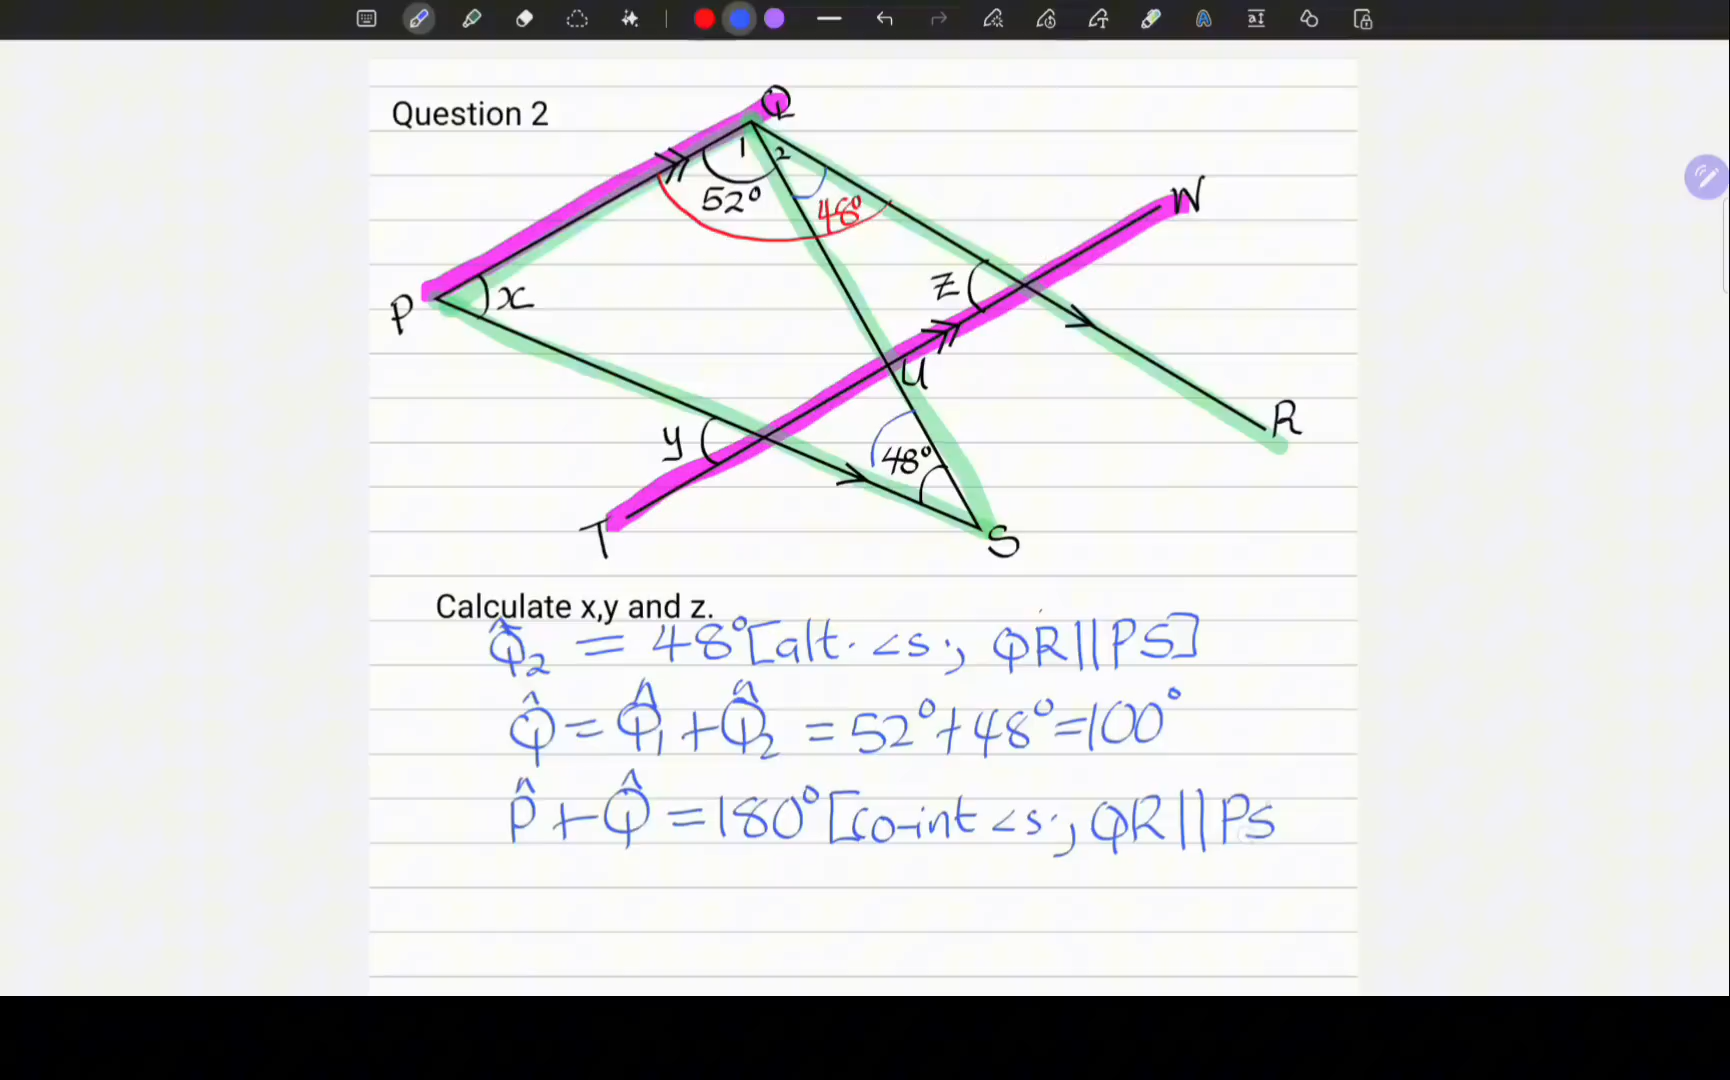 Question 2
Q
1
2
52°
48°
W
P
x
z
U
R
y
48°
T
S
Calculate x,y and z.
Q̂₂ = 48° [alt. <s., QR||PS]
Q̂ = Q̂₁ + Q̂₂ = 52° + 48° = 100°
P̂ + Q̂ = 180° [co-int <s., QR||PS